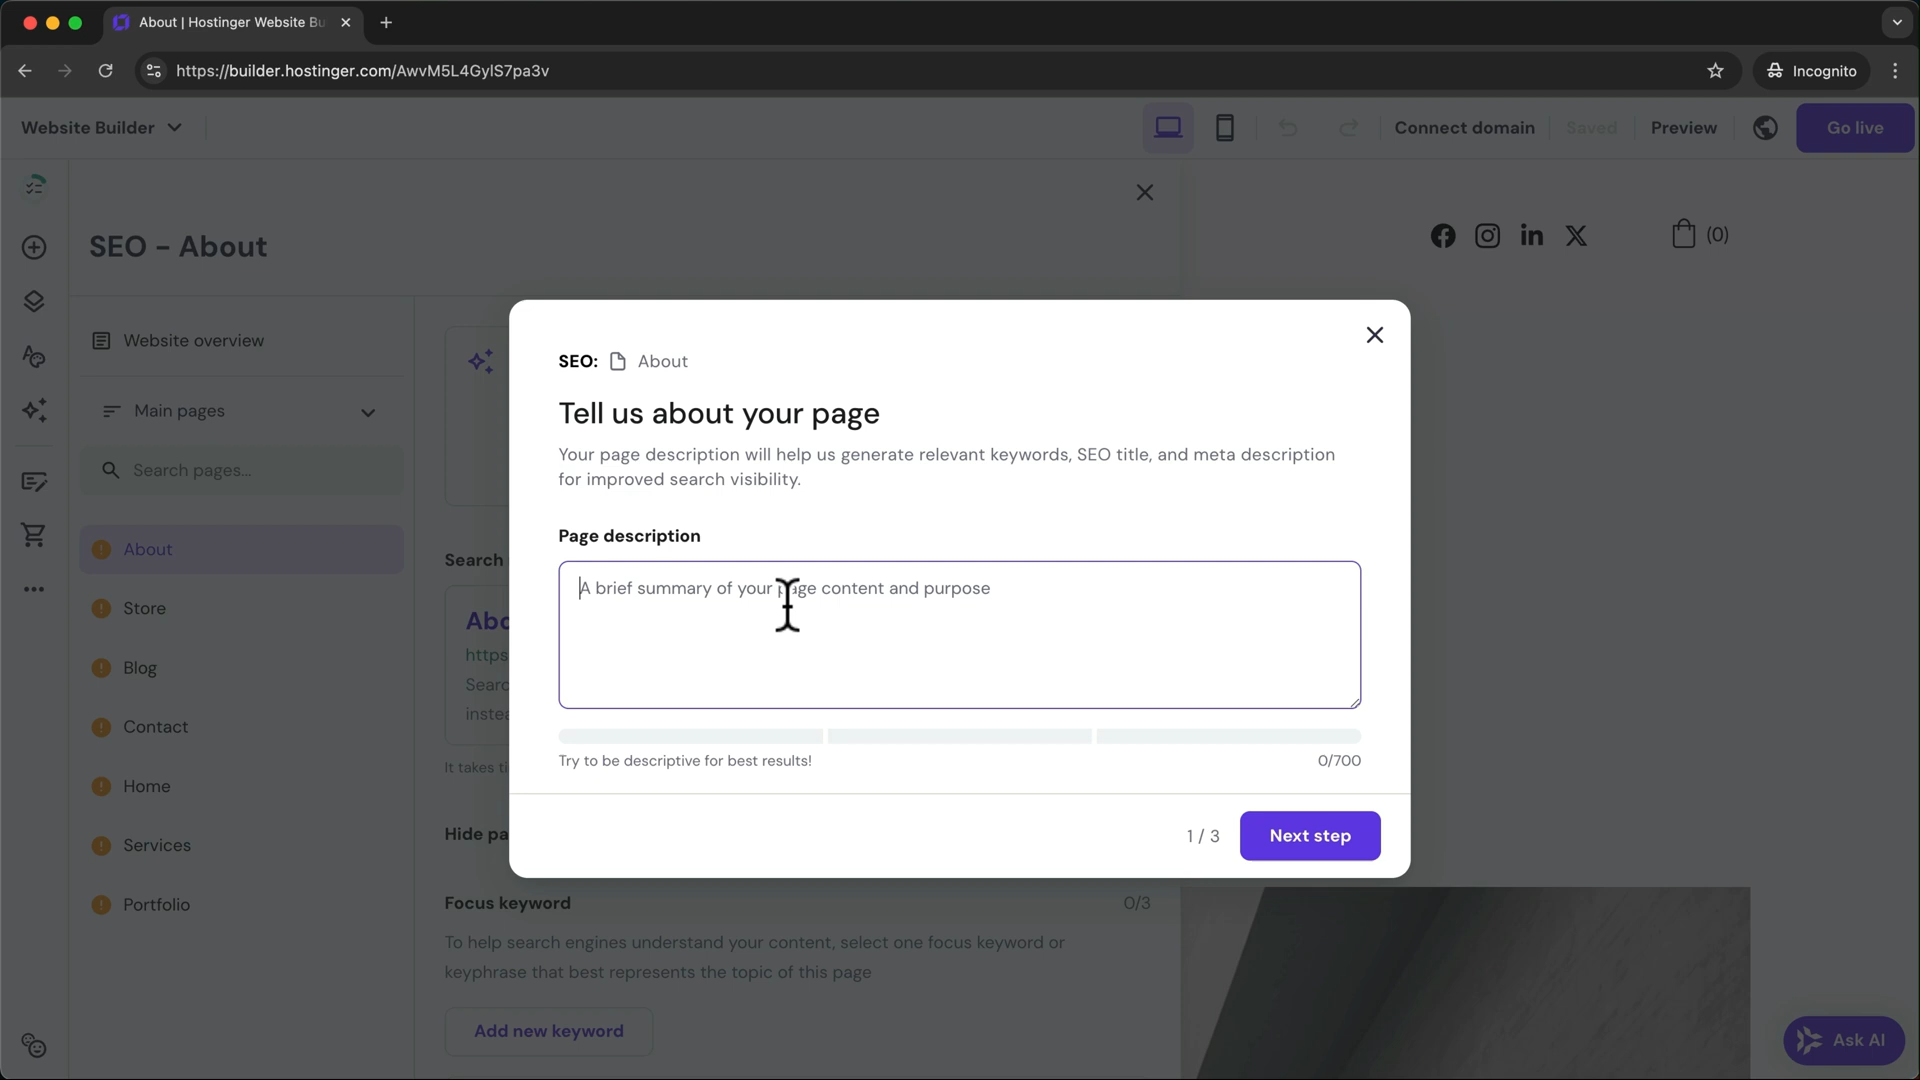 About | Hostinger Website Bu
https://builder.hostinger.com/AwvM5L4GylS7pa3v
Incognito
Website Builder
Connect domain
Saved
Preview
Go live
SEO - About
(0)
Website overview
Main pages
Search pages...
About
Store
Blog
Contact
Home
Services
Portfolio
SEO: About
Tell us about your page
Your page description will help us generate relevant keywords, SEO title, and meta description
for improved search visibility.
Page description
A brief summary of your page content and purpose
Try to be descriptive for best results!
0/700
1 / 3
Next step
Search
Abo
https
Searc
instea
It takes ti
Hide pa
Focus keyword
0/3
To help search engines understand your content, select one focus keyword or
keyphrase that best represents the topic of this page
Add new keyword
Ask AI